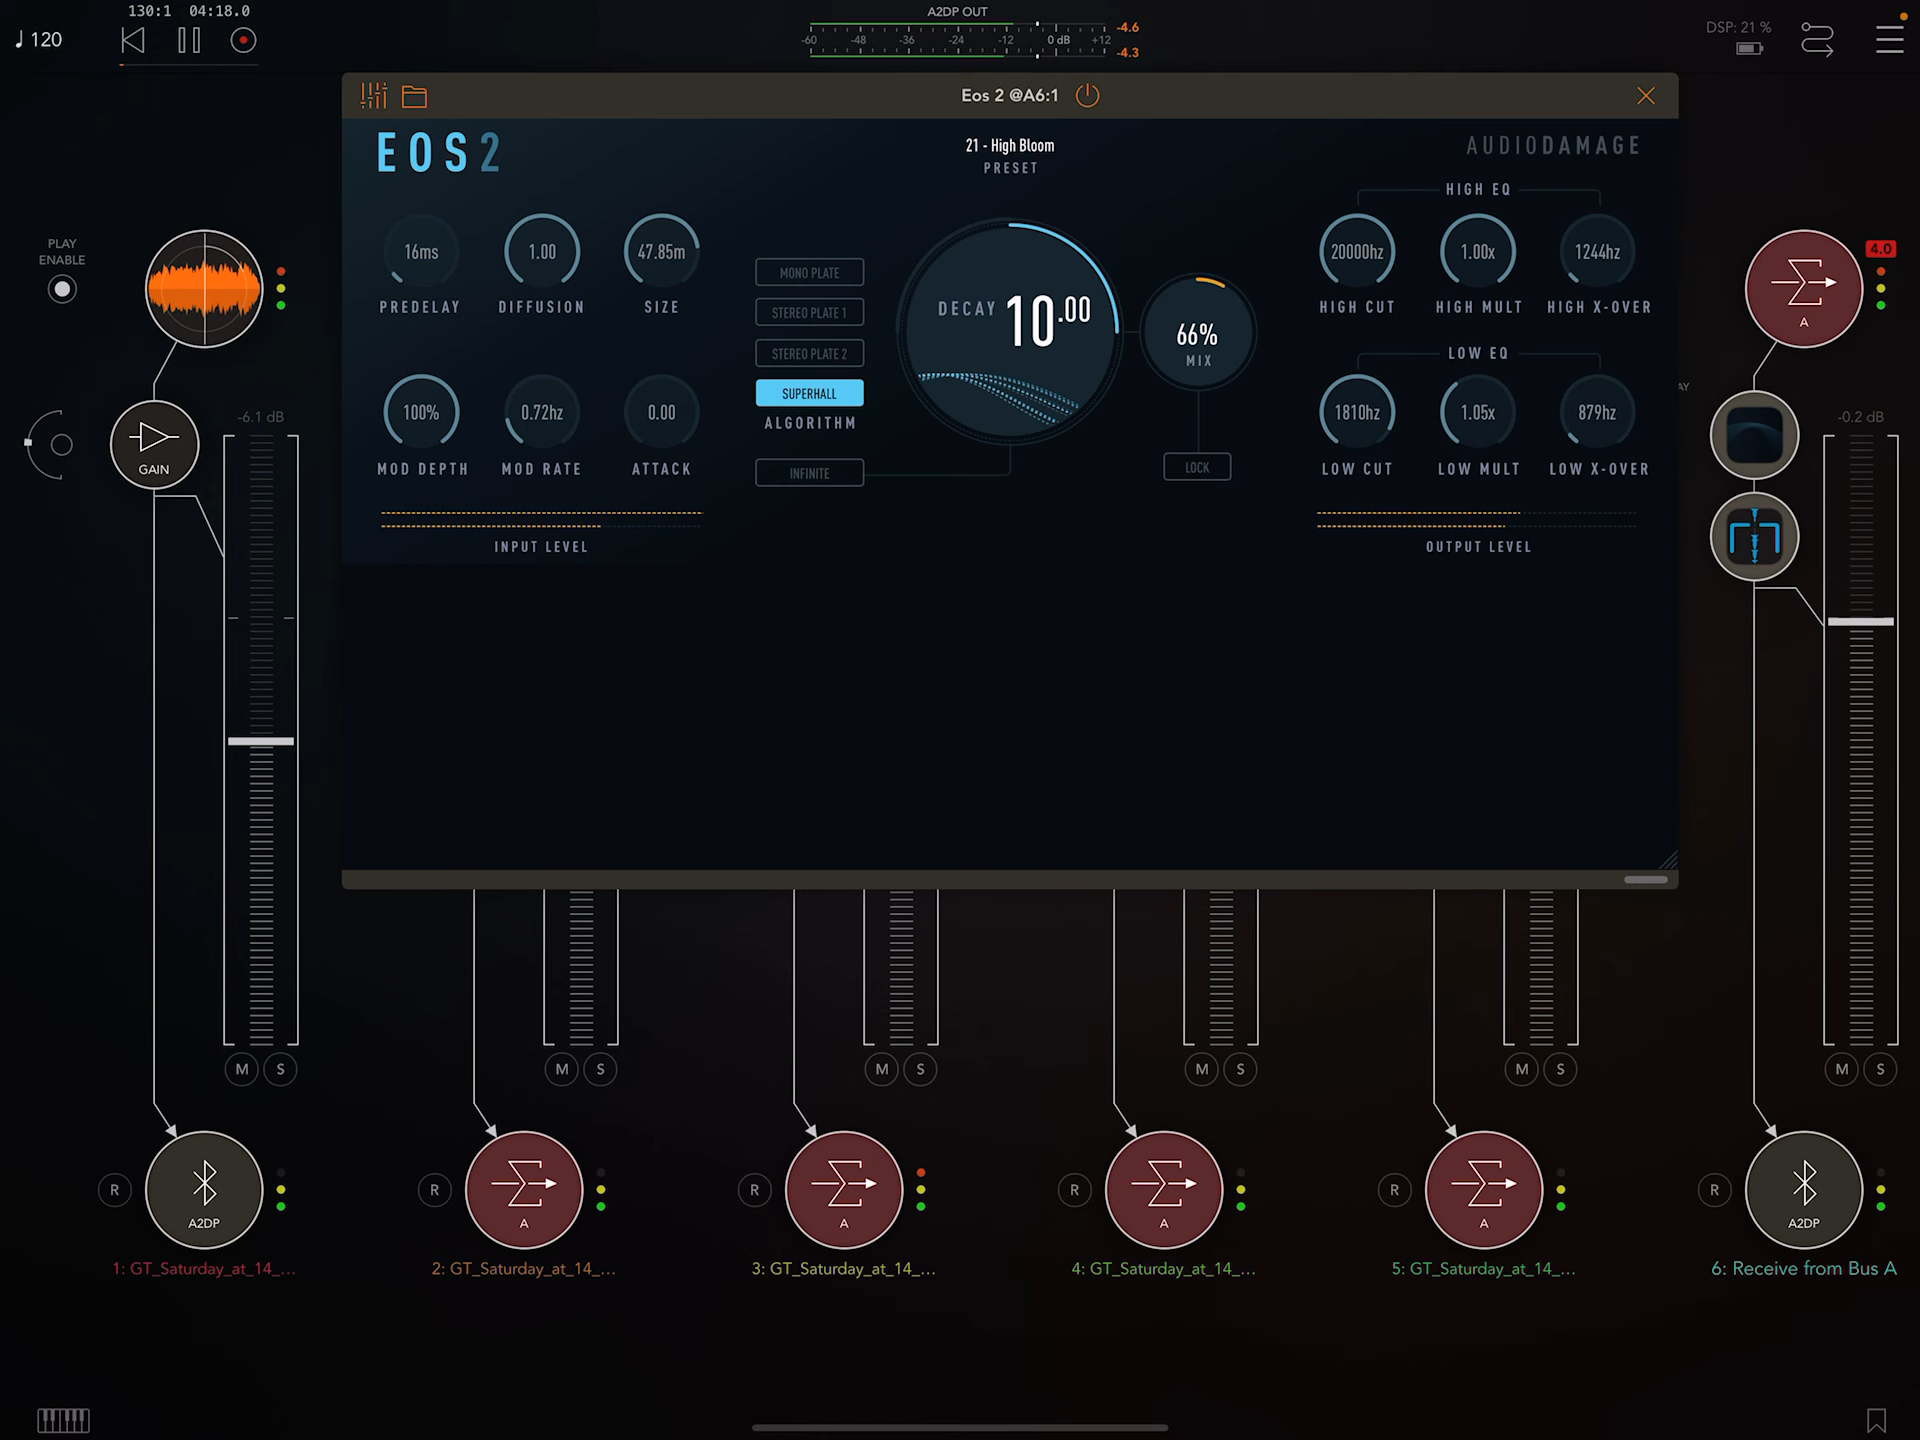 130:1 04:18.0
♩ 120
A2DP OUT
-60 -48 -36 -24 -12 0 dB +12
-4.6
-4.3
DSP: 21 %
Eos 2 @A6:1
EOS2
21 - High Bloom
PRESET
AUDIODAMAGE
PLAY
ENABLE
16ms
PREDELAY
1.00
DIFFUSION
47.85m
SIZE
100%
MOD DEPTH
0.72hz
MOD RATE
0.00
ATTACK
INPUT LEVEL
MONO PLATE
STEREO PLATE 1
STEREO PLATE 2
SUPERHALL
ALGORITHM
INFINITE
DECAY 10.00
66%
MIX
LOCK
HIGH EQ
20000hz
HIGH CUT
1.00x
HIGH MULT
1244hz
HIGH X-OVER
LOW EQ
1810hz
LOW CUT
1.05x
LOW MULT
879hz
LOW X-OVER
OUTPUT LEVEL
GAIN
-6.1 dB
4.0
A
AY
-0.2 dB
M S
M S
M S
M S
M S
M S
R
A2DP
R
A
R
A
R
A
R
A
R
A2DP
1: GT_Saturday_at_14_...
2: GT_Saturday_at_14_...
3: GT_Saturday_at_14_...
4: GT_Saturday_at_14_...
5: GT_Saturday_at_14_...
6: Receive from Bus A